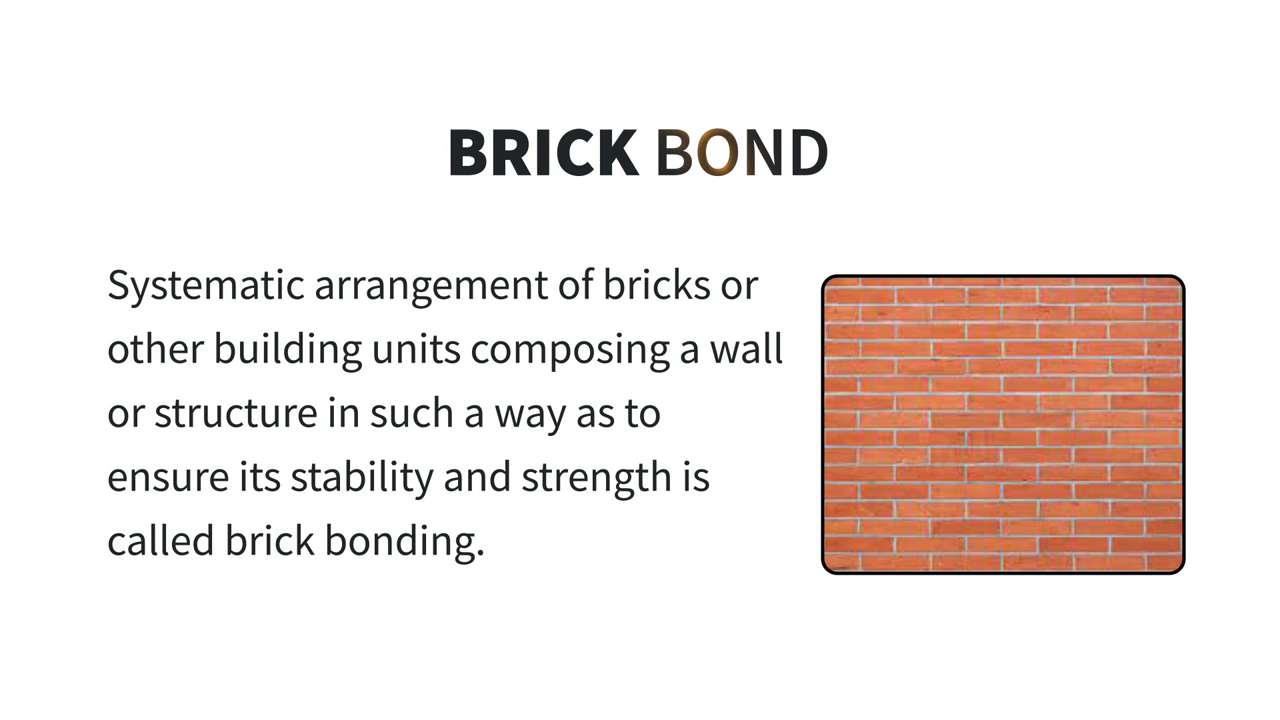 BRICK BOND
Systematic arrangement of bricks or
other building units composing a wall
or structure in such a way as to
ensure its stability and strength is
called brick bonding.